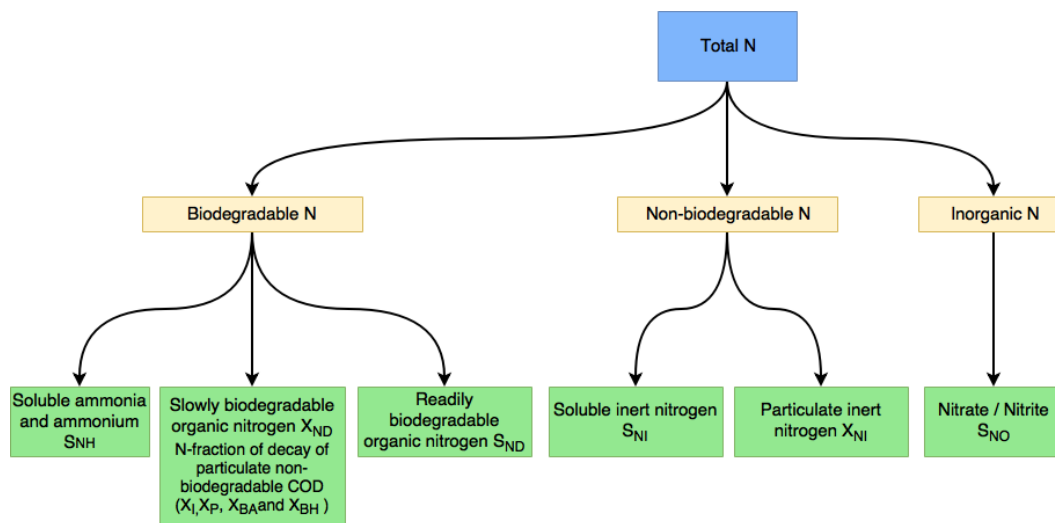 Total N
Biodegradable N
Non-biodegradable N
Inorganic N
Soluble ammonia
and ammonium
SNH
Slowly biodegradable
organic nitrogen XND
N-fraction of decay of
particulate non-
biodegradable COD
(XI,XP, XBAand XBH )
Readily
biodegradable
organic nitrogen SND
Soluble inert nitrogen
SNI
Particulate inert
nitrogen XNI
Nitrate / Nitrite
SNO